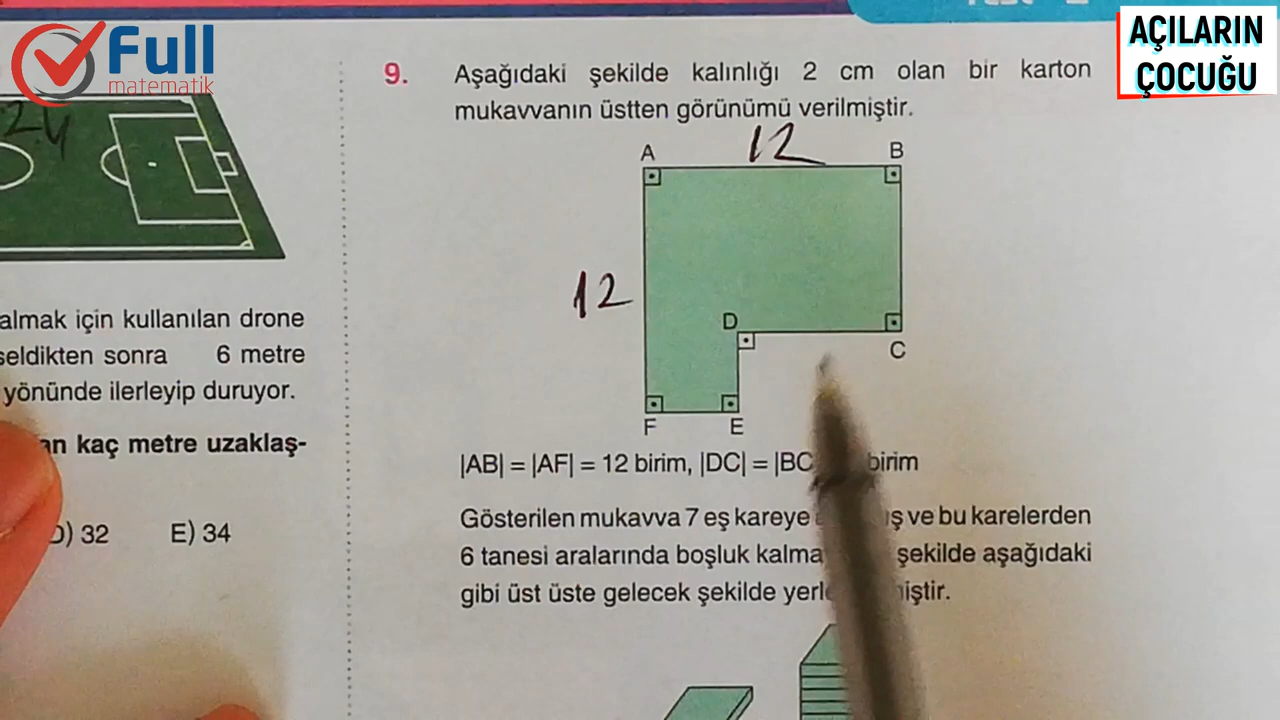 Full
matematik
AÇILARIN
ÇOCUĞU
24
almak için kullanılan drone
seldikten sonra 6 metre
yönünde ilerleyip duruyor.
an kaç metre uzaklaş-
D) 32 E) 34
9. Aşağıdaki şekilde kalınlığı 2 cm olan bir karton
mukavvanın üstten görünümü verilmiştir.
12
A B
12
D
C
F E
|AB| = |AF| = 12 birim, |DC| = |BC birim
Gösterilen mukavva 7 eş kareye ve bu karelerden
6 tanesi aralarında boşluk şekilde aşağıdaki
gibi üst üste gelecek şekilde